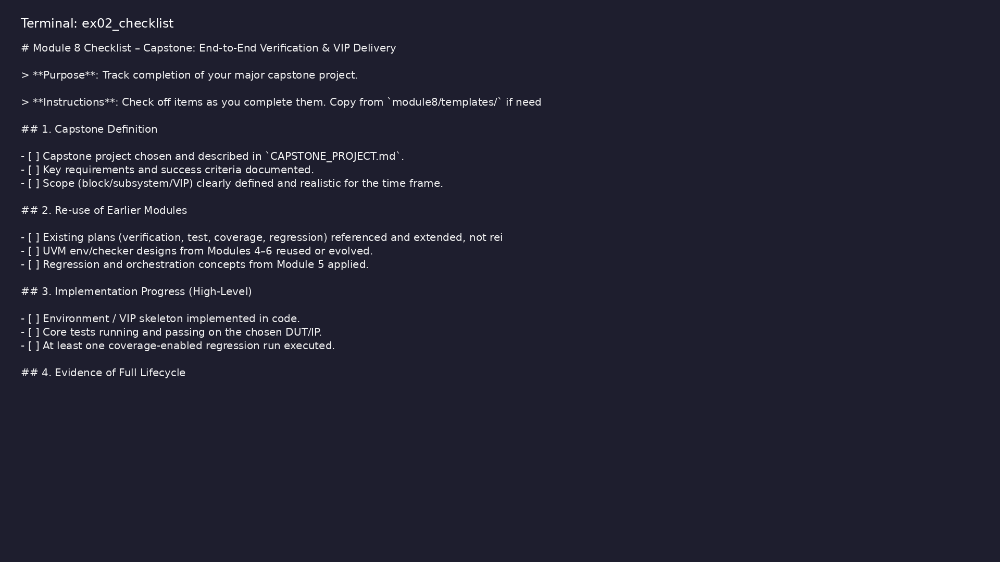 Terminal: ex02_checklist
# Module 8 Checklist – Capstone: End-to-End Verification & VIP Delivery
> **Purpose**: Track completion of your major capstone project.
> **Instructions**: Check off items as you complete them. Copy from `module8/templates/` if need
## 1. Capstone Definition
- [ ] Capstone project chosen and described in `CAPSTONE_PROJECT.md`.
- [ ] Key requirements and success criteria documented.
- [ ] Scope (block/subsystem/VIP) clearly defined and realistic for the time frame.
## 2. Re-use of Earlier Modules
- [ ] Existing plans (verification, test, coverage, regression) referenced and extended, not rei
- [ ] UVM env/checker designs from Modules 4–6 reused or evolved.
- [ ] Regression and orchestration concepts from Module 5 applied.
## 3. Implementation Progress (High-Level)
- [ ] Environment / VIP skeleton implemented in code.
- [ ] Core tests running and passing on the chosen DUT/IP.
- [ ] At least one coverage-enabled regression run executed.
## 4. Evidence of Full Lifecycle